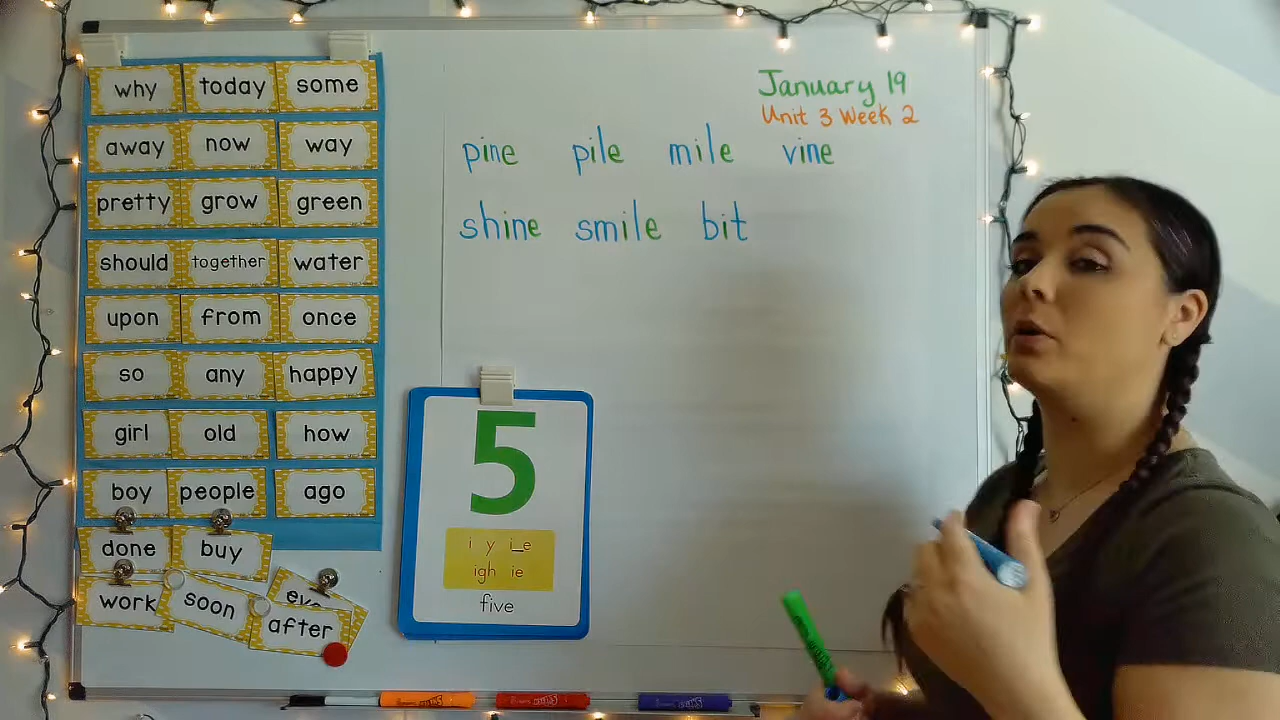 why today some
away now way
pretty grow green
should together water
upon from once
so any happy
girl old how
boy people ago
done buy
work soon
after
January 19
Unit 3 Week 2
pine pile mile vine
shine smile bit
5
i y i_e
igh ie
five